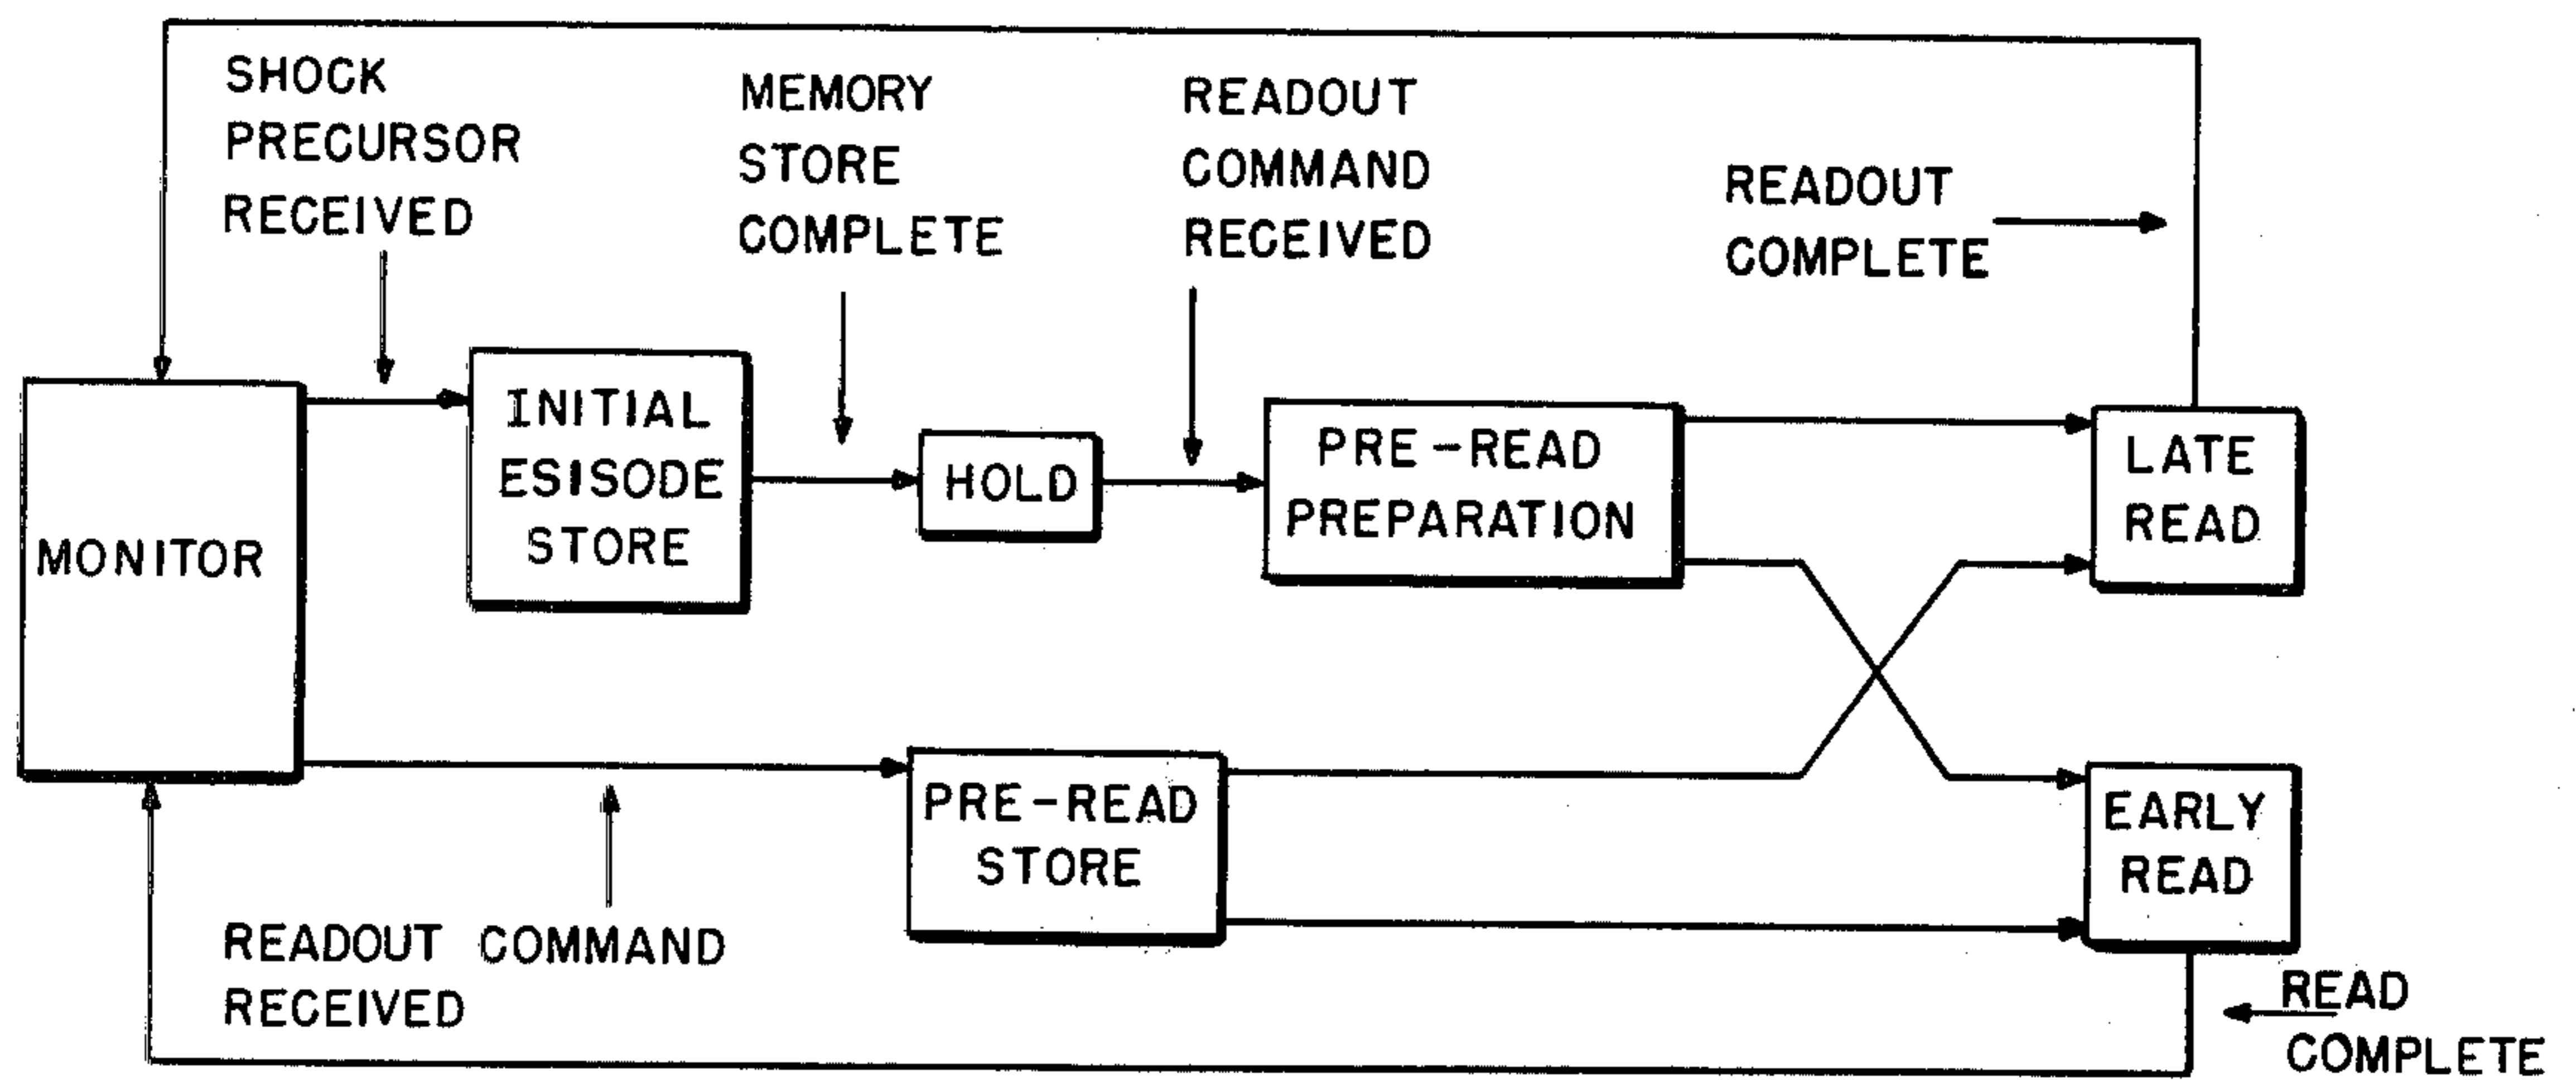 SHOCK
PRECURSOR
RECEIVED
MEMORY
STORE
COMPLETE
READOUT
COMMAND
RECEIVED
READOUT
COMPLETE
MONITOR
INITIAL
ESISODE
STORE
HOLD
PRE-READ
PREPARATION
LATE
READ
PRE-READ
STORE
EARLY
READ
READOUT COMMAND
RECEIVED
READ
COMPLETE